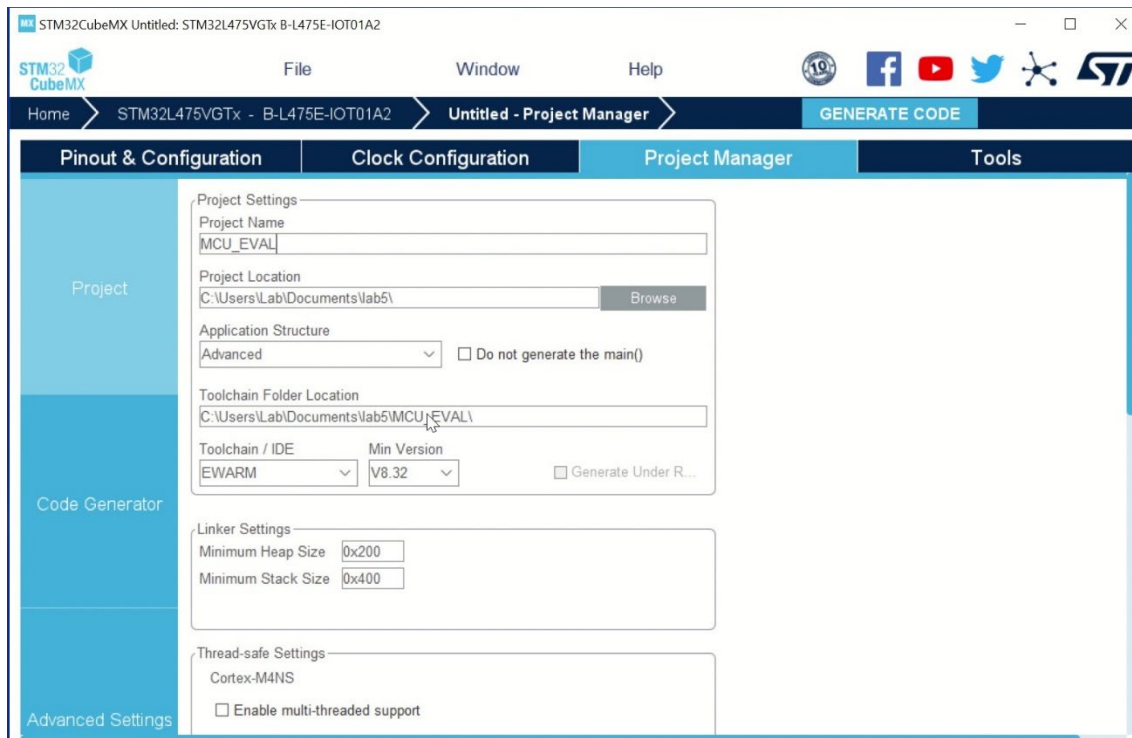 MX STM32CubeMX Untitled: STM32L475VGTx B-L475E-IOT01A2
STM32 CubeMX
File Window Help
10
Home STM32L475VGTx - B-L475E-IOT01A2 Untitled - Project Manager GENERATE CODE
Pinout & Configuration Clock Configuration Project Manager Tools
Project
Code Generator
Advanced Settings
Project Settings
Project Name
MCU_EVAL
Project Location
C:\Users\Lab\Documents\lab5\ Browse
Application Structure
Advanced Do not generate the main()
Toolchain Folder Location
C:\Users\Lab\Documents\lab5\MCU_EVAL\
Toolchain / IDE Min Version
EWARM V8.32 Generate Under R...
Linker Settings
Minimum Heap Size 0x200
Minimum Stack Size 0x400
Thread-safe Settings
Cortex-M4NS
Enable multi-threaded support